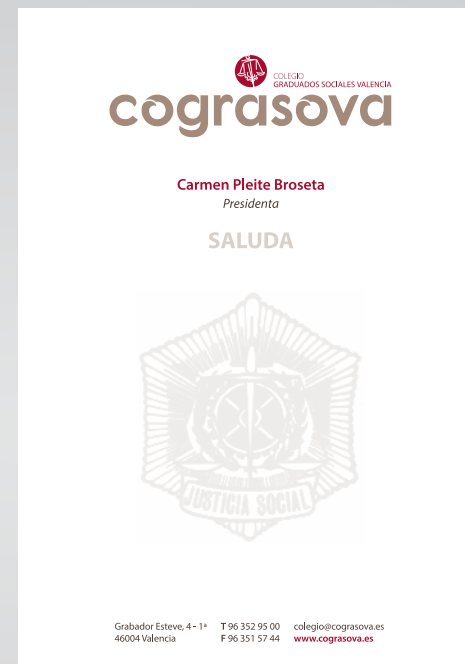 COLEGIO
GRADUADOS SOCIALES VALENCIA
cograsova
Carmen Pleite Broseta
Presidenta
SALUDA
JUSTICIA SOCIAL
Grabador Esteve, 4 - 1ª T 96 352 95 00 colegio@cograsova.es
46004 Valencia F 96 351 57 44 www.cograsova.es